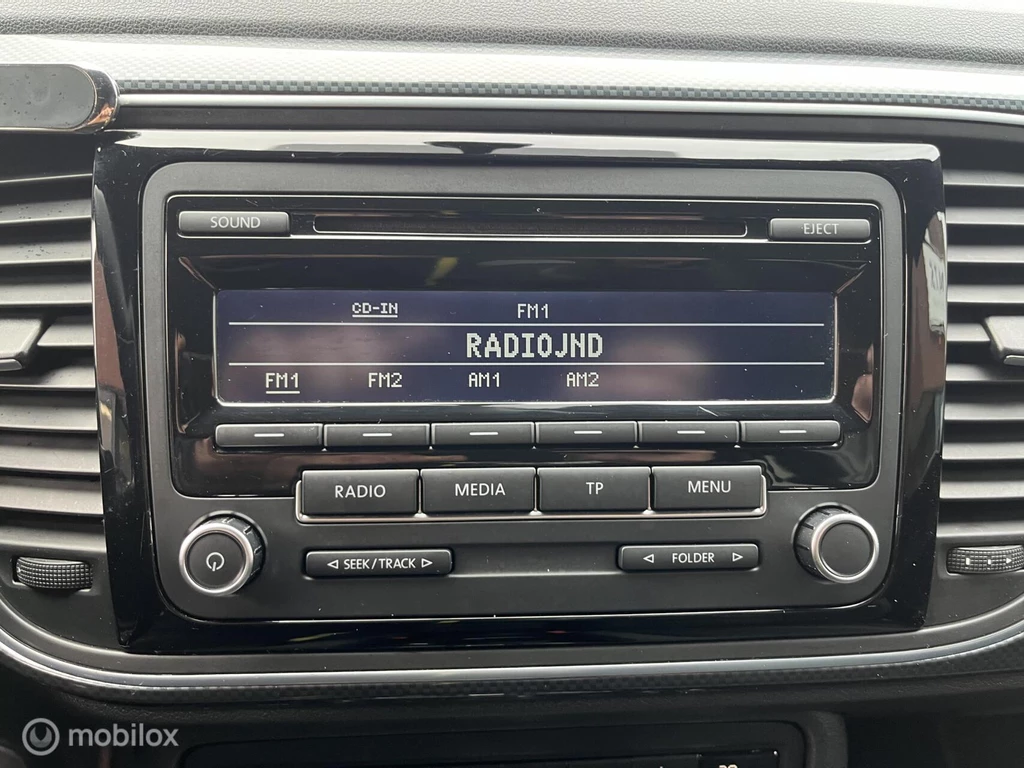 SOUND EJECT
CD-IN FM1
RADIOJND
FM1 FM2 AM1 AM2
RADIO MEDIA TP MENU
◁ SEEK/TRACK ▷ ◁ FOLDER ▷
mobilox